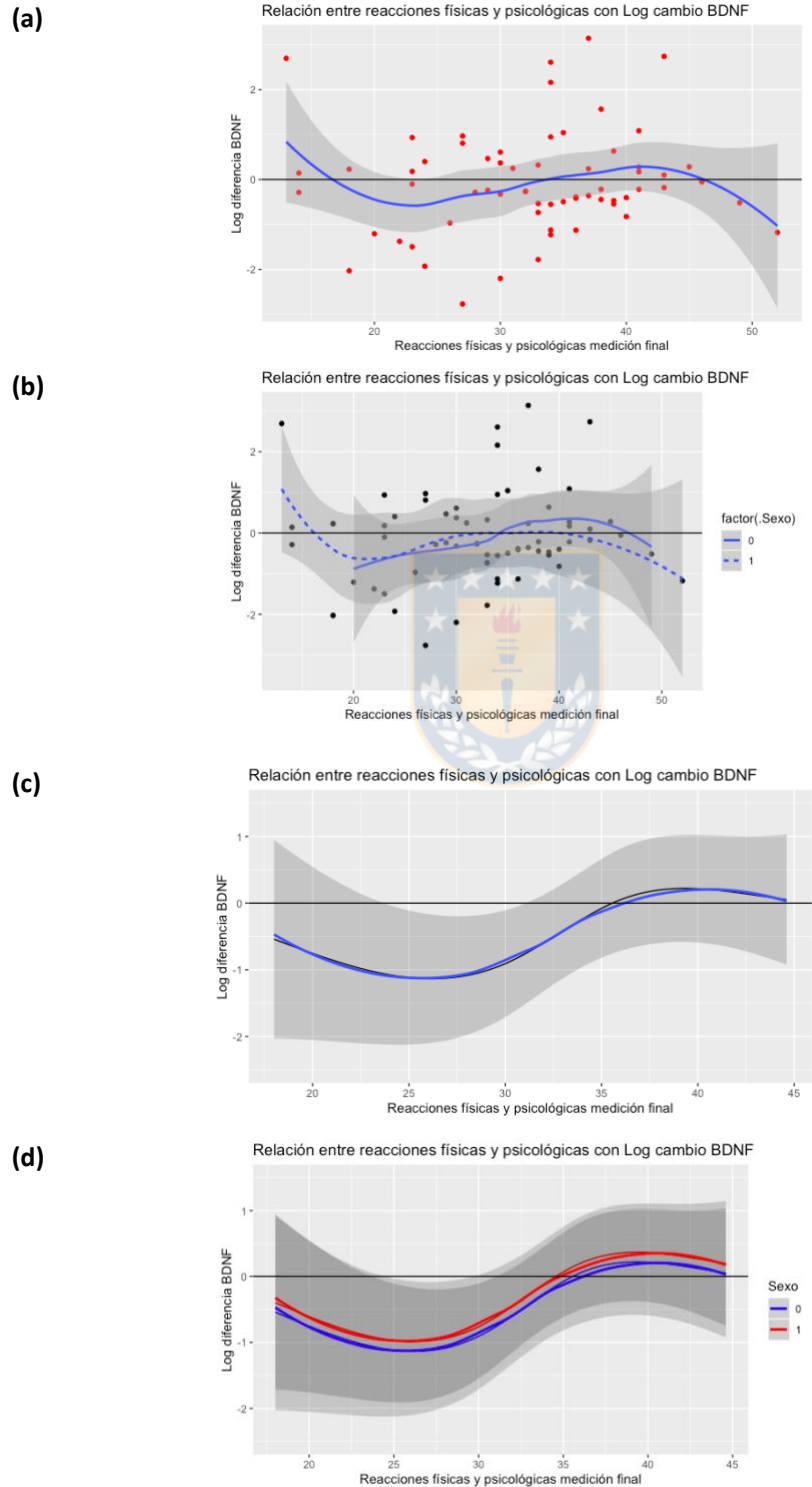 (a)
Relación entre reacciones físicas y psicológicas con Log cambio BDNF
Log diferencia BDNF
2
0
-2
20 30 40 50
Reacciones físicas y psicológicas medición final
(b)
Relación entre reacciones físicas y psicológicas con Log cambio BDNF
Log diferencia BDNF
2
0
-2
20 30 40 50
Reacciones físicas y psicológicas medición final
factor(.Sexo)
0
1
(c)
Relación entre reacciones físicas y psicológicas con Log cambio BDNF
Log diferencia BDNF
1
0
-1
-2
20 25 30 35 40 45
Reacciones físicas y psicológicas medición final
(d)
Relación entre reacciones físicas y psicológicas con Log cambio BDNF
Log diferencia BDNF
1
0
-1
-2
20 25 30 35 40 45
Reacciones físicas y psicológicas medición final
Sexo
0
1